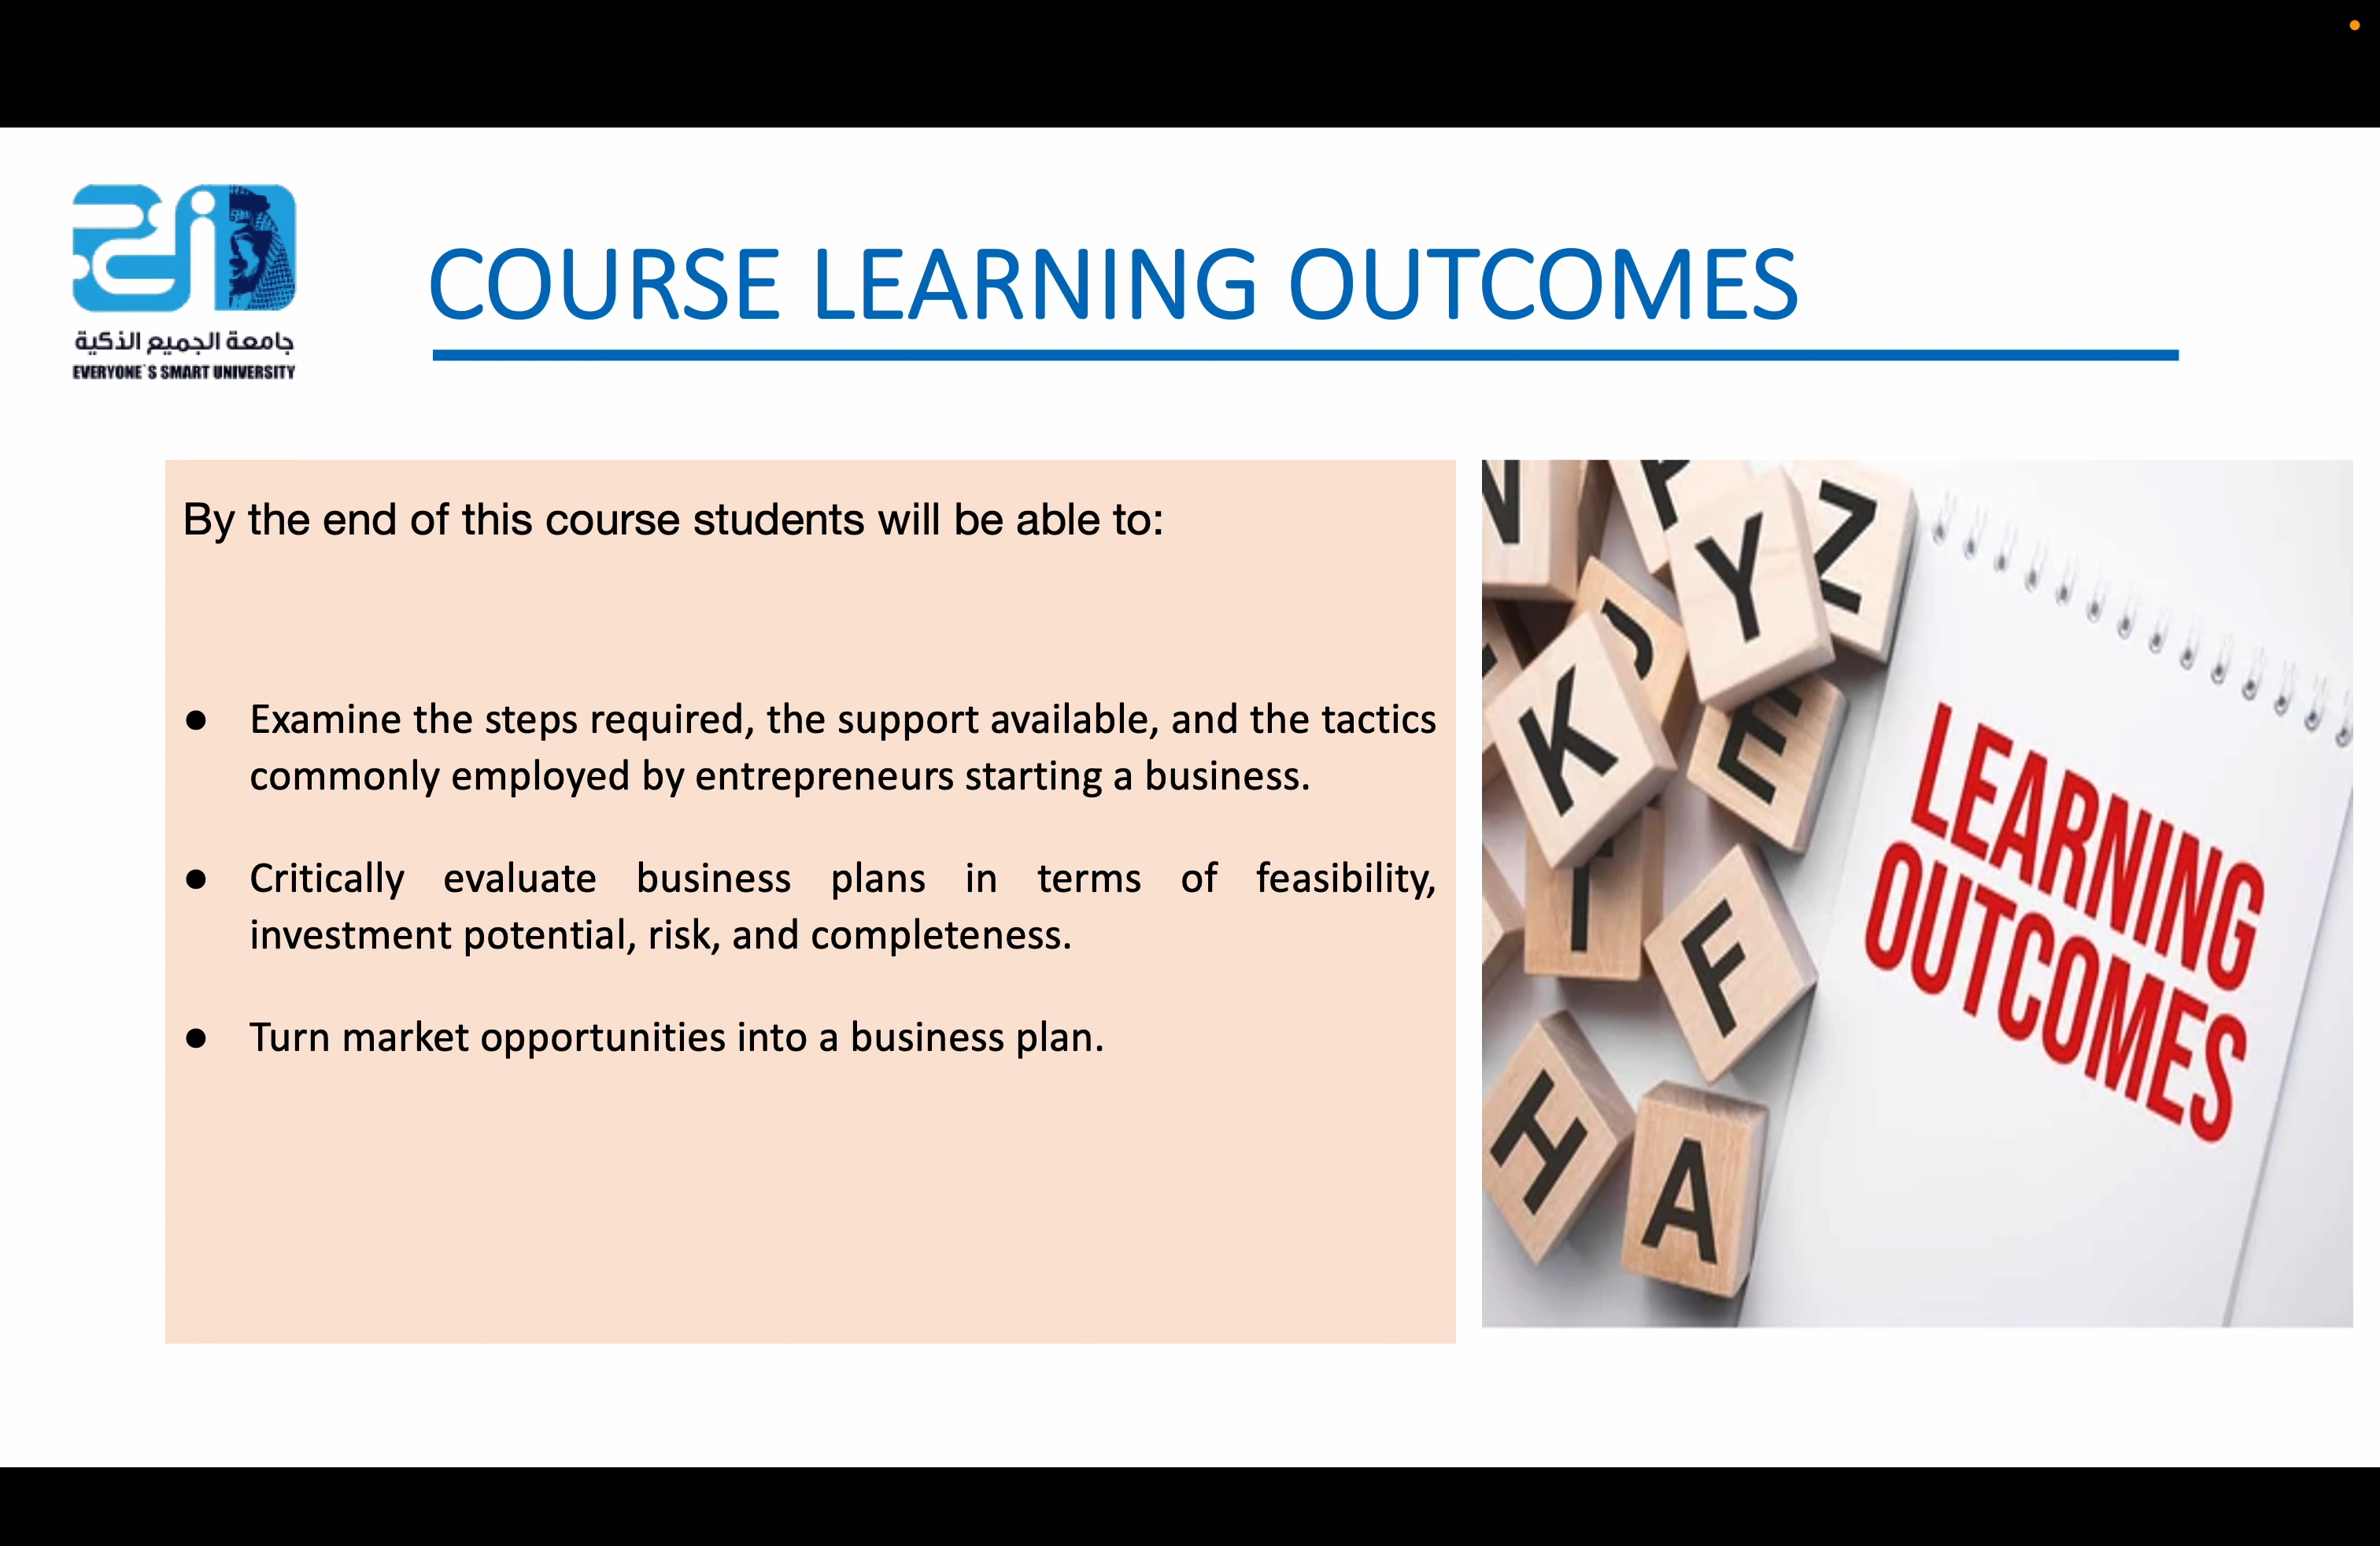 جامعة الجميع الذكية
EVERYONE`S SMART UNIVERSITY
COURSE LEARNING OUTCOMES
By the end of this course students will be able to:
● Examine the steps required, the support available, and the tactics
commonly employed by entrepreneurs starting a business.
● Critically evaluate business plans in terms of feasibility,
investment potential, risk, and completeness.
● Turn market opportunities into a business plan.
P
Z
Y
J
K
E
F
H
A
LEARNING
OUTCOMES